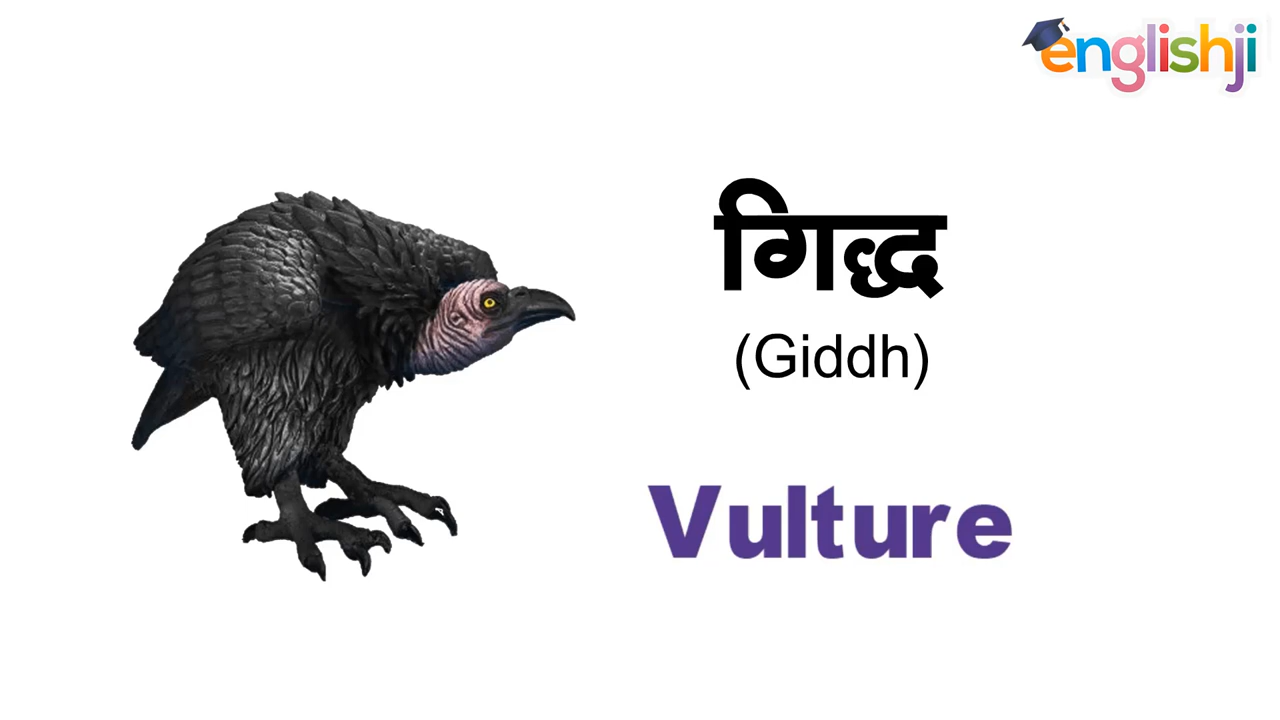 englishji
गिद्ध
(Giddh)
Vulture